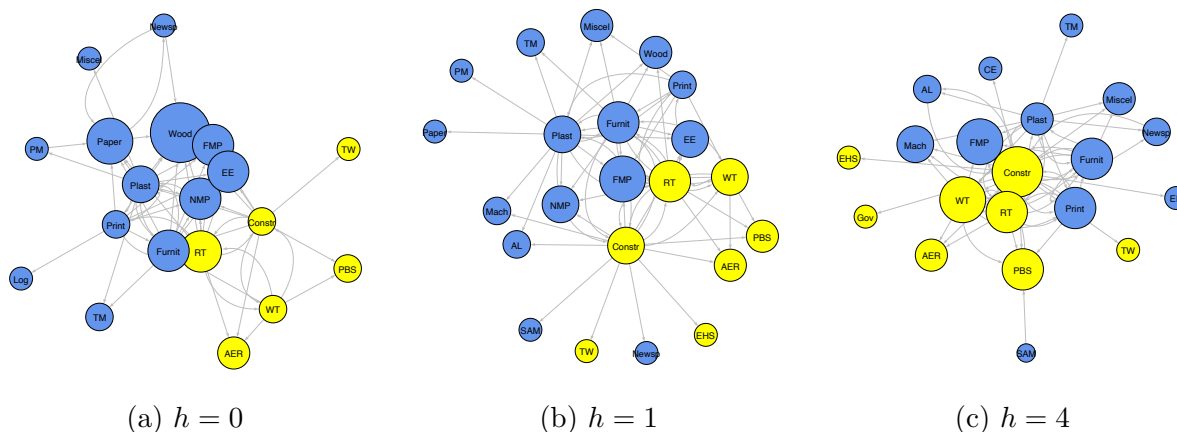 Newsp
Miscel
PM
Paper
Wood
FMP
EE
TW
Plast
NMP
Print
Constr
Furnit
RT
Log
PBS
TM
WT
AER
Miscel
TM
Wood
PM
Print
Paper
Plast
Furnit
EE
FMP
RT
WT
Mach
NMP
AL
Constr
PBS
AER
SAM
TW
Newsp
EHS
TM
CE
AL
Miscel
Plast
Newsp
Mach
FMP
Furnit
EHS
Constr
WT
RT
Print
Gov
AER
PBS
TW
SAM
(a) h = 0
(b) h = 1
(c) h = 4